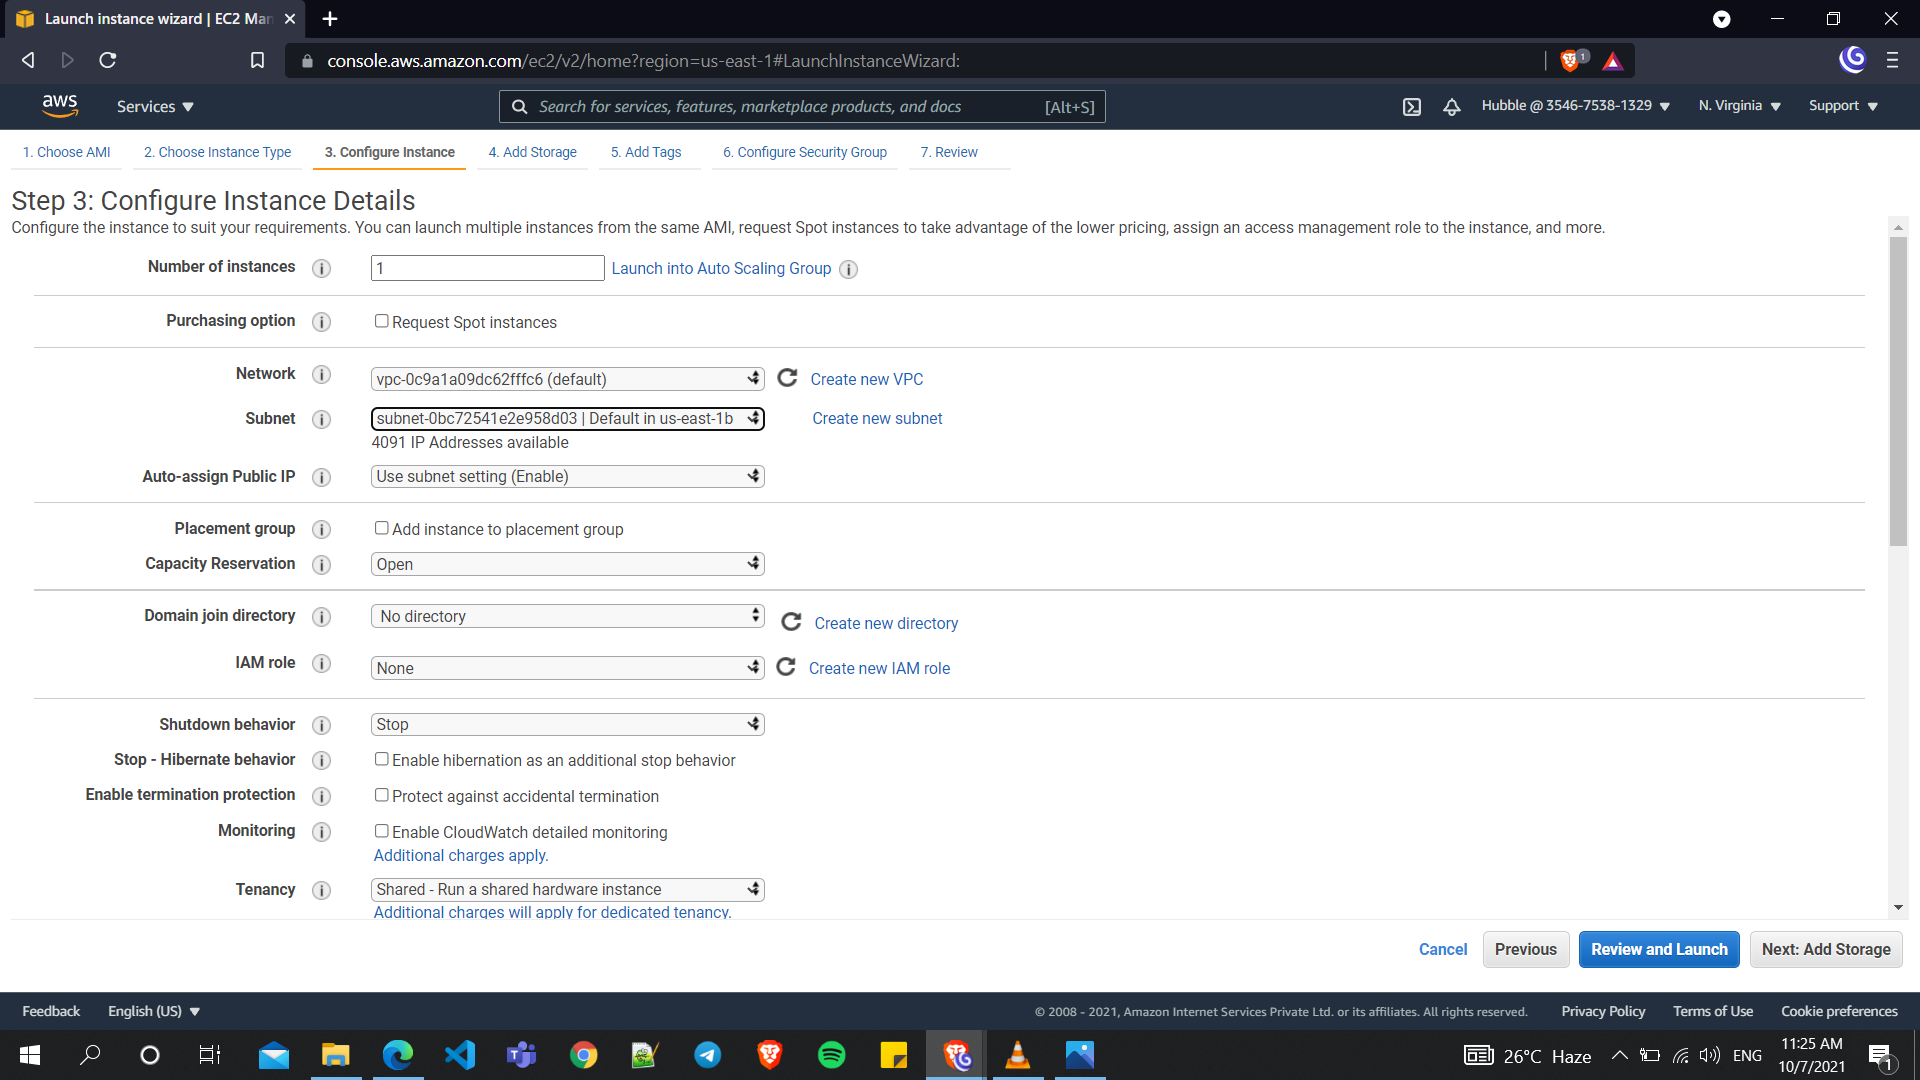 Launch instance wizard | EC2 Man
console.aws.amazon.com/ec2/v2/home?region=us-east-1#LaunchInstanceWizard:
1
aws
Services
Search for services, features, marketplace products, and docs
[Alt+S]
Hubble @ 3546-7538-1329
N. Virginia
Support
1. Choose AMI
2. Choose Instance Type
3. Configure Instance
4. Add Storage
5. Add Tags
6. Configure Security Group
7. Review
Step 3: Configure Instance Details
Configure the instance to suit your requirements. You can launch multiple instances from the same AMI, request Spot instances to take advantage of the lower pricing, assign an access management role to the instance, and more.
Number of instances
1
Launch into Auto Scaling Group
Purchasing option
Request Spot instances
Network
vpc-0c9a1a09dc62fffc6 (default)
Create new VPC
Subnet
subnet-0bc72541e2e958d03 | Default in us-east-1b
Create new subnet
4091 IP Addresses available
Auto-assign Public IP
Use subnet setting (Enable)
Placement group
Add instance to placement group
Capacity Reservation
Open
Domain join directory
No directory
Create new directory
IAM role
None
Create new IAM role
Shutdown behavior
Stop
Stop - Hibernate behavior
Enable hibernation as an additional stop behavior
Enable termination protection
Protect against accidental termination
Monitoring
Enable CloudWatch detailed monitoring
Additional charges apply.
Tenancy
Shared - Run a shared hardware instance
Additional charges will apply for dedicated tenancy.
Cancel
Previous
Review and Launch
Next: Add Storage
Feedback
English (US)
© 2008 - 2021, Amazon Internet Services Private Ltd. or its affiliates. All rights reserved.
Privacy Policy
Terms of Use
Cookie preferences
26°C Haze
ENG
11:25 AM
10/7/2021
1